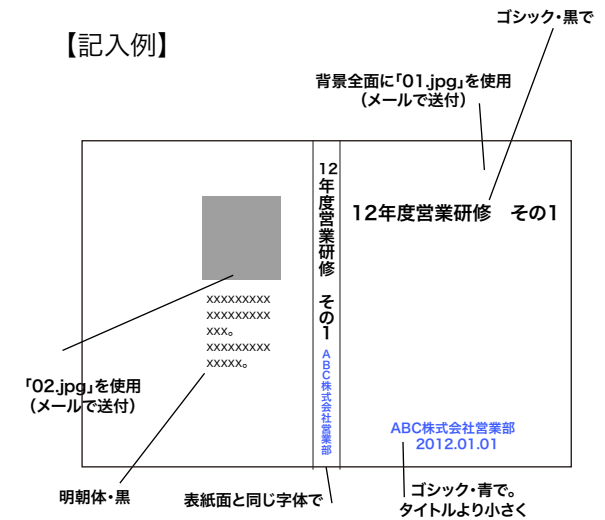 【記入例】
ゴシック・黒で
背景全面に「01.jpg」を使用
（メールで送付）
12年度営業研修　その1
12年度営業研修　その1
ABC株式会社営業部
xxxxxxxxx
xxxxxxxxx
xxx。
xxxxxxxxx
xxxxx。
「02.jpg」を使用
（メールで送付）
ABC株式会社営業部
2012.01.01
明朝体・黒
表紙面と同じ字体で
ゴシック・青で。
タイトルより小さく